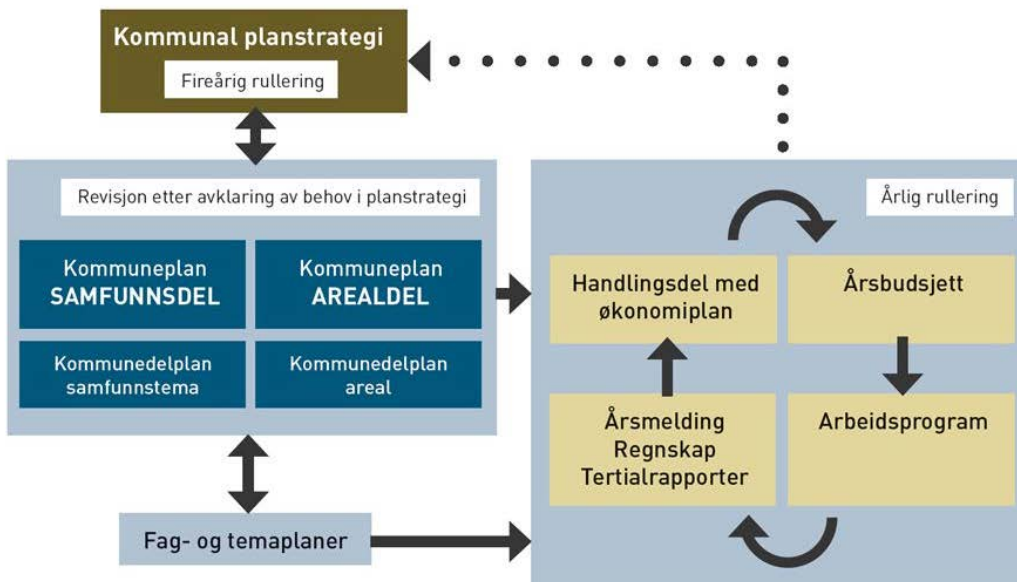 Kommunal planstrategi
Fireårig rullering
Revisjon etter avklaring av behov i planstrategi
Kommuneplan
SAMFUNNSDEL
Kommuneplan
AREALDEL
Kommunedelplan
samfunnstema
Kommunedelplan
areal
Fag- og temaplaner
Årlig rullering
Handlingsdel med
økonomiplan
Årsbudsjett
Årsmelding
Regnskap
Tertialrapporter
Arbeidsprogram